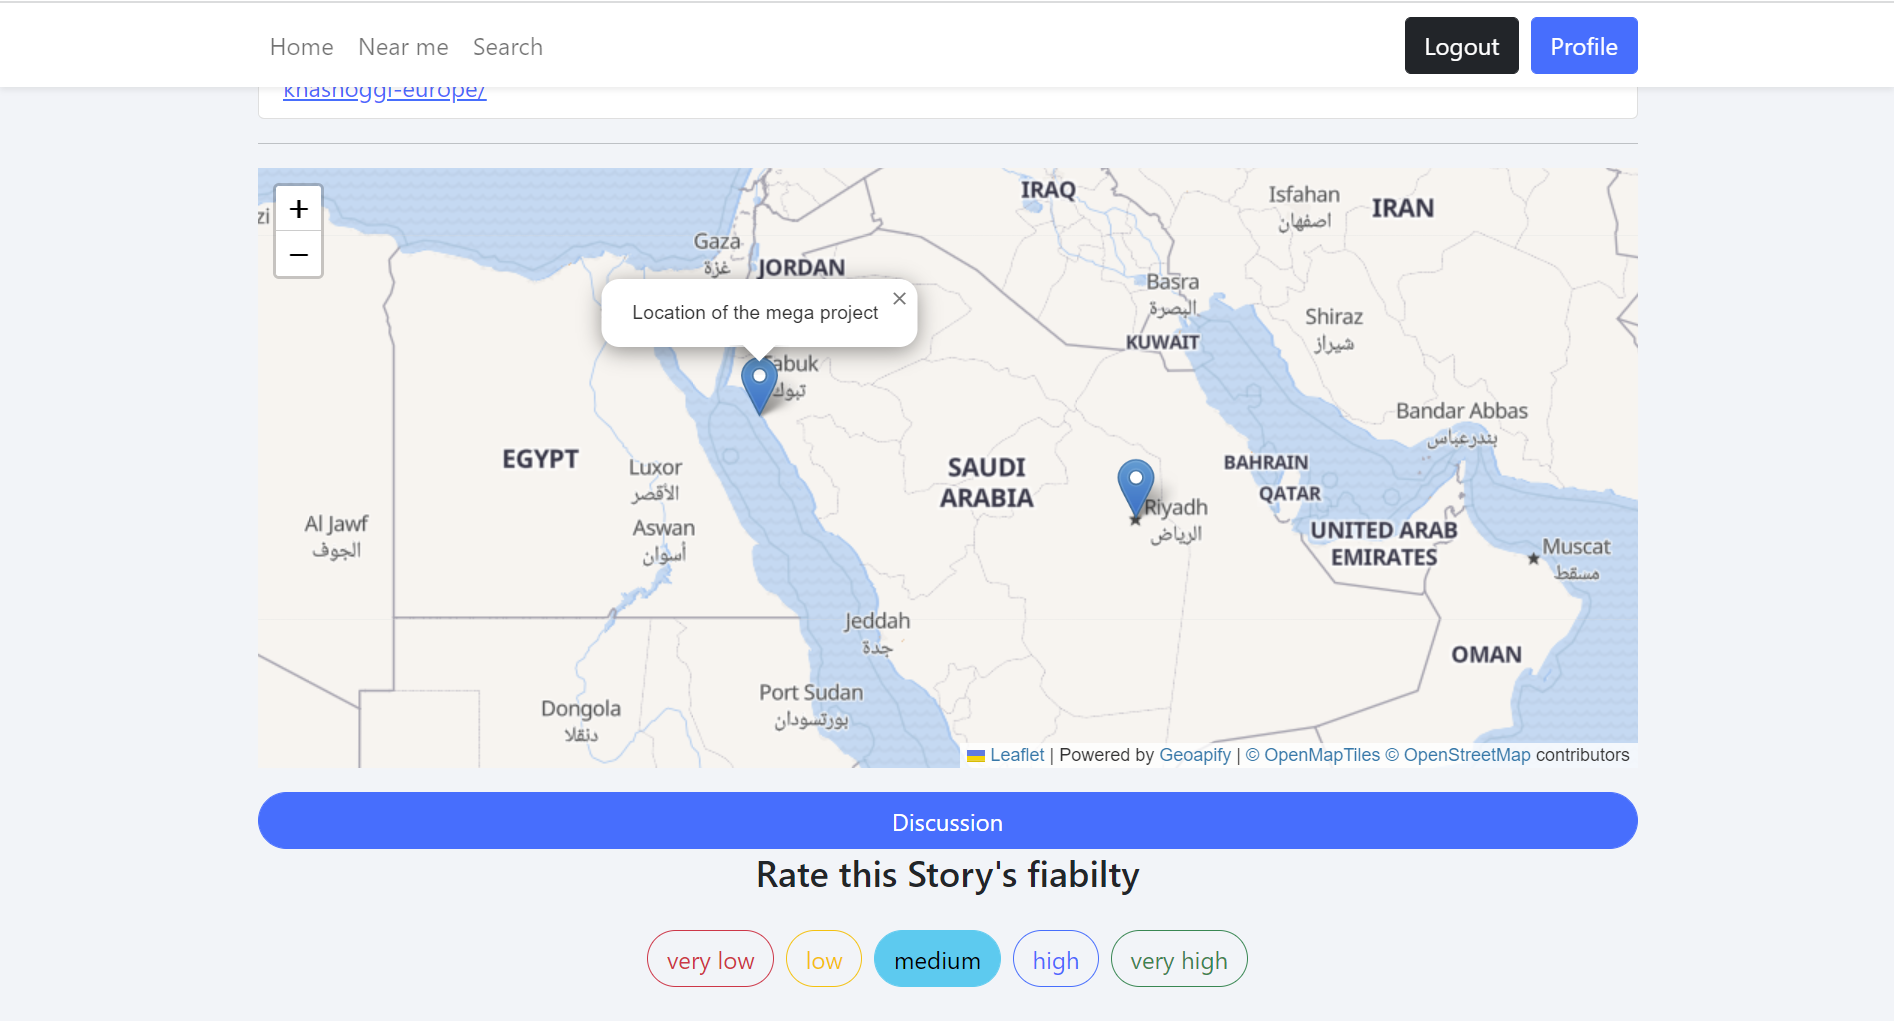 Home Near me Search Logout Profile
khashoggi-europe/
+
−
zi
Gaza
غزة
JORDAN
IRAQ
Isfahan
اصفهان
IRAN
Basra
البصرة
KUWAIT
Shiraz
شیراز
Location of the mega project ×
Tabuk
تبوك
EGYPT
Luxor
الأقصر
Aswan
أسوان
Al Jawf
الجوف
SAUDI
ARABIA
Riyadh
الرياض
BAHRAIN
QATAR
Bandar Abbas
بندرعباس
UNITED ARAB
EMIRATES
Muscat
مسقط
OMAN
Jeddah
جدة
Port Sudan
بورتسودان
Dongola
دنقلا
Leaflet | Powered by Geoapify | © OpenMapTiles © OpenStreetMap contributors
Discussion
Rate this Story's fiabilty
very low low medium high very high